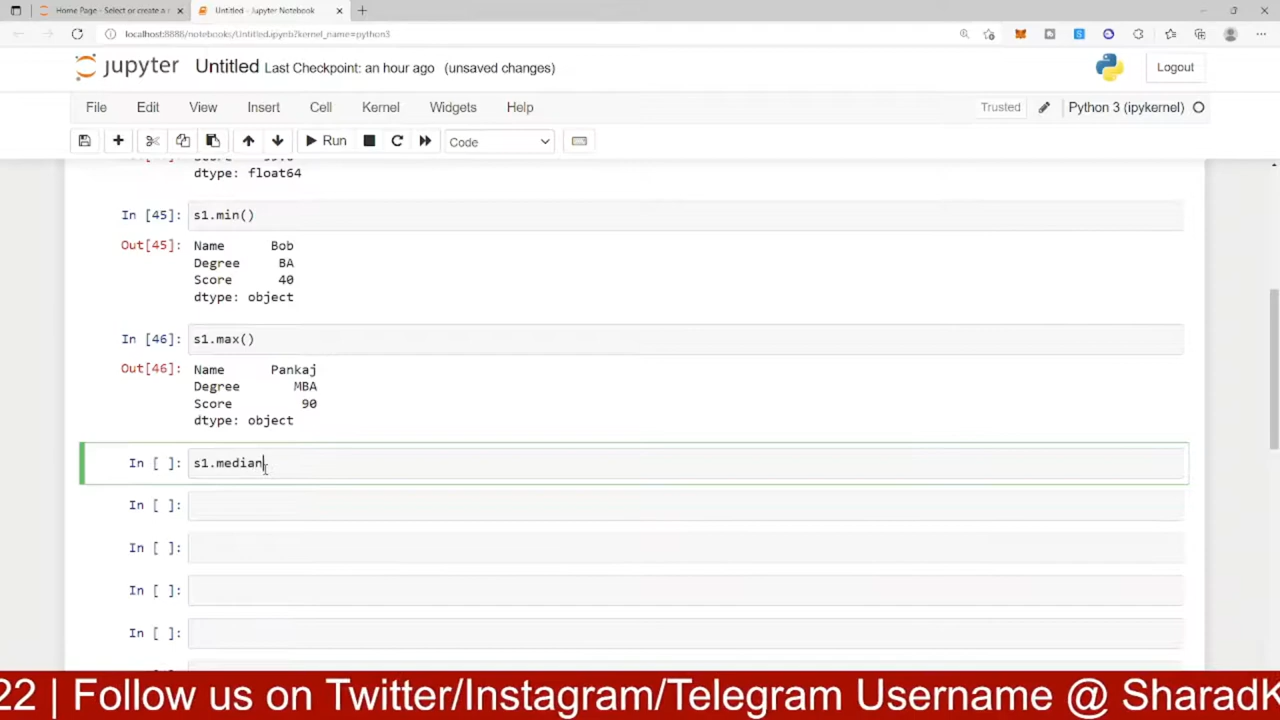 Home Page - Select or create a n
Untitled - Jupyter Notebook
localhost:8888/notebooks/Untitled.ipynb?kernel_name=python3
jupyter Untitled Last Checkpoint: an hour ago (unsaved changes)
Logout
File Edit View Insert Cell Kernel Widgets Help
Trusted
Python 3 (ipykernel)
Run
Code
dtype: float64
In [45]: s1.min()
Out[45]: Name Bob
Degree BA
Score 40
dtype: object
In [46]: s1.max()
Out[46]: Name Pankaj
Degree MBA
Score 90
dtype: object
In [ ]: s1.median
In [ ]:
In [ ]:
In [ ]:
In [ ]:
22 | Follow us on Twitter/Instagram/Telegram Username @ SharadK